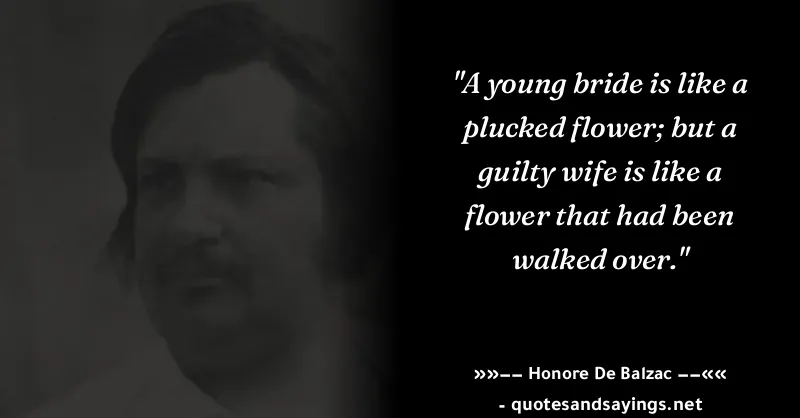 "A young bride is like a
plucked flower; but a
guilty wife is like a
flower that had been
walked over."
»»–– Honore De Balzac ––««
- quotesandsayings.net